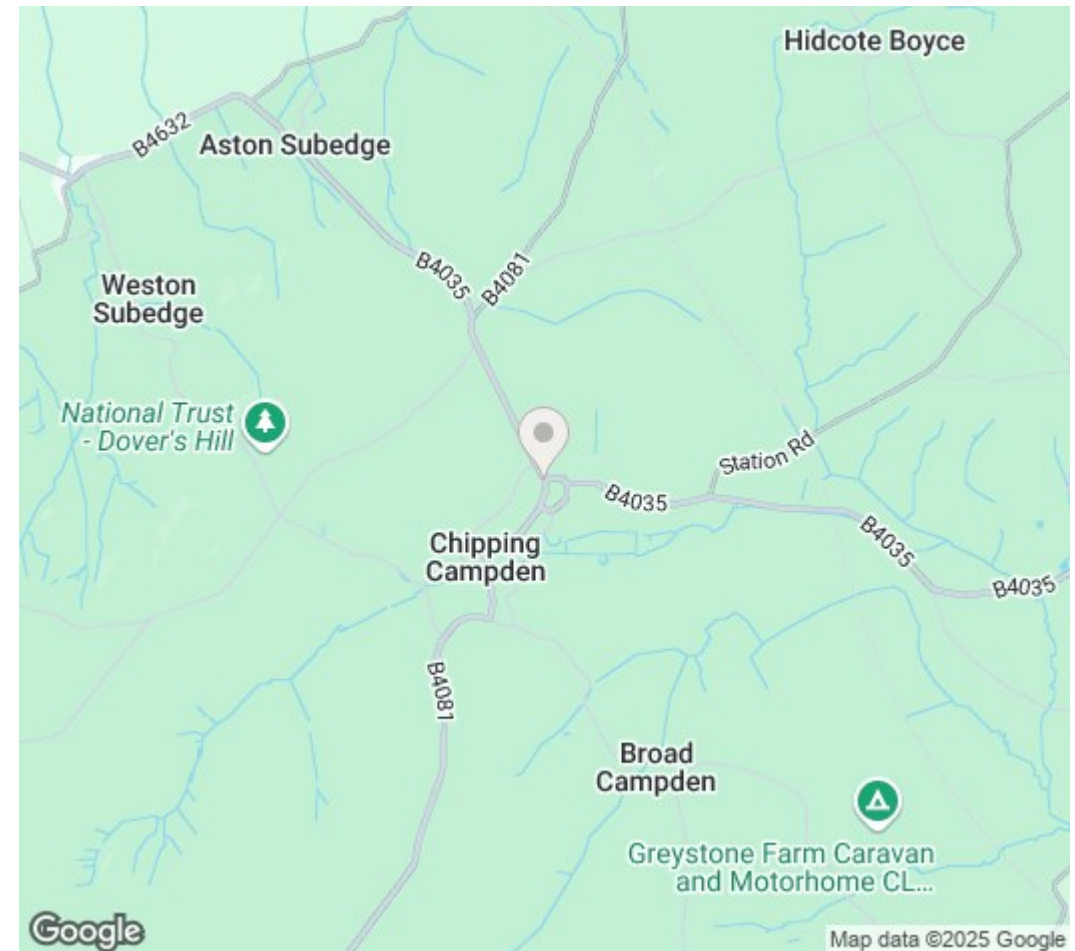 Hidcote Boyce
B4632
Aston Subedge
B4035
B4081
Weston
Subedge
National Trust
- Dover's Hill
Station Rd
B4035
B4035
B4035
Chipping
Campden
B4081
Broad
Campden
Greystone Farm Caravan
and Motorhome CL...
Google
Map data ©2025 Google